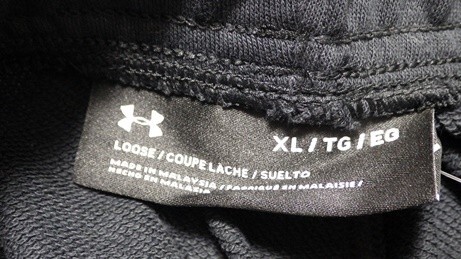 XL / TG / EG
LOOSE / COUPE LACHE / SUELTO
MADE IN MALAYSIA / FABRIQUÉ EN MALAISIE /
HECHO EN MALASIA